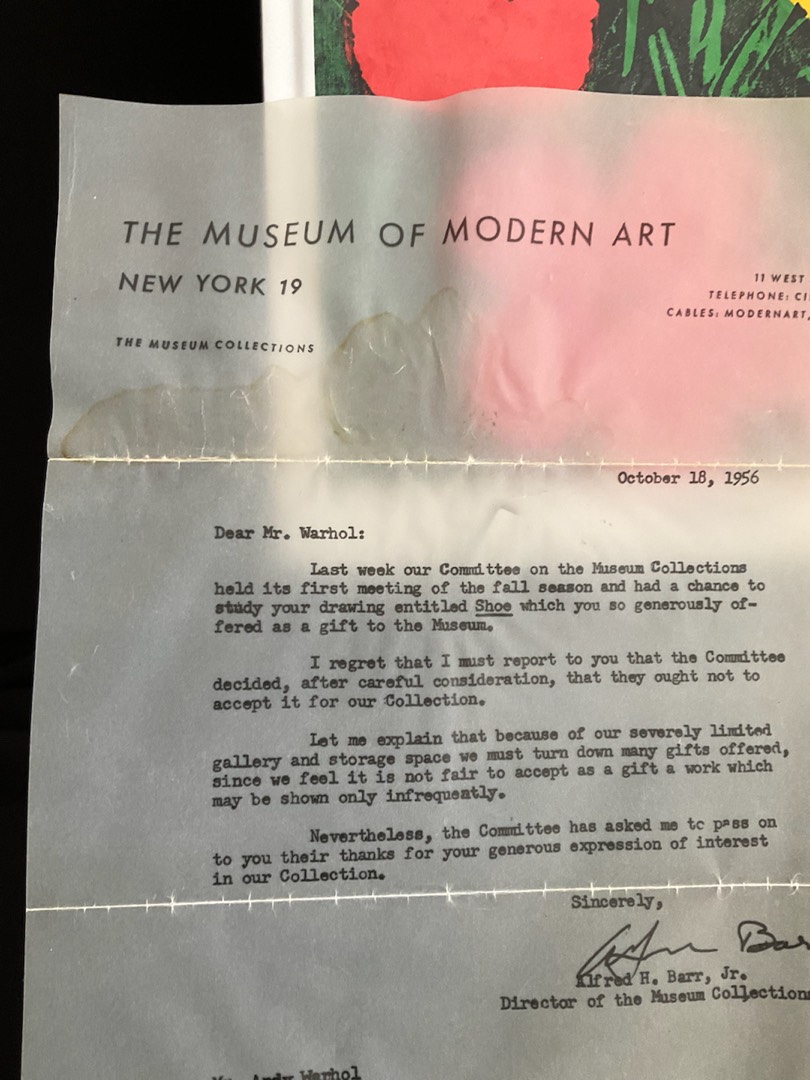 THE MUSEUM OF MODERN ART
NEW YORK 19
11 WEST
TELEPHONE: CI
CABLES: MODERNART,
THE MUSEUM COLLECTIONS
October 18, 1956
Dear Mr. Warhol:
Last week our Committee on the Museum Collections
held its first meeting of the fall season and had a chance to
study your drawing entitled Shoe which you so generously of-
fered as a gift to the Museum.
I regret that I must report to you that the Committee
decided, after careful consideration, that they ought not to
accept it for our Collection.
Let me explain that because of our severely limited
gallery and storage space we must turn down many gifts offered,
since we feel it is not fair to accept as a gift a work which
may be shown only infrequently.
Nevertheless, the Committee has asked me to pass on
to you their thanks for your generous expression of interest
in our Collection.
Sincerely,
Alfred H. Barr, Jr.
Director of the Museum Collections
Mr. Andy Warhol